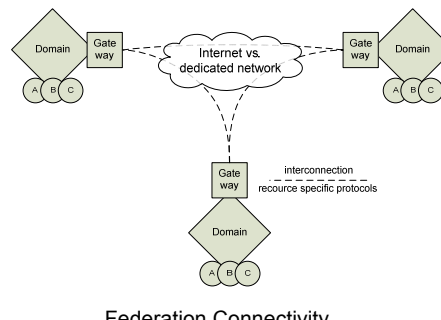 Domain
Gate
way
A B C
Internet vs.
dedicated network
Gate
way
Domain
A B C
Gate
way
interconnection
recource specific protocols
Domain
A B C
Federation Connectivity